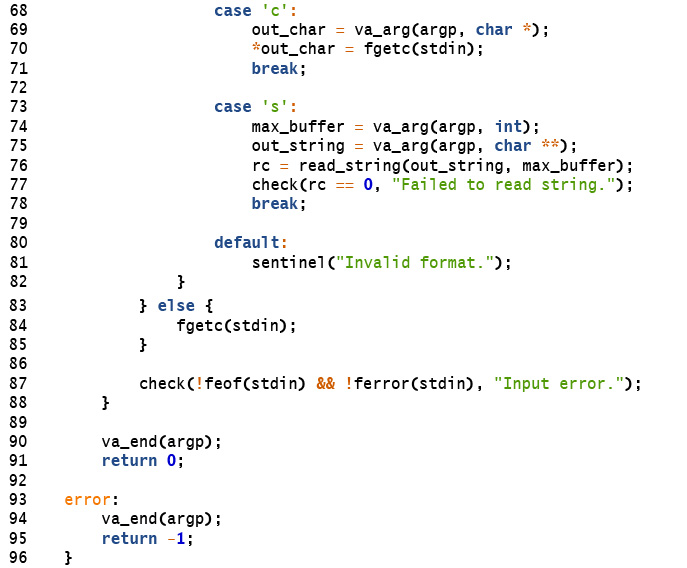 68                     case 'c':
69                         out_char = va_arg(argp, char *);
70                         *out_char = fgetc(stdin);
71                         break;
72
73                     case 's':
74                         max_buffer = va_arg(argp, int);
75                         out_string = va_arg(argp, char **);
76                         rc = read_string(out_string, max_buffer);
77                         check(rc == 0, "Failed to read string.");
78                         break;
79
80                     default:
81                         sentinel("Invalid format.");
82                 }
83             } else {
84                 fgetc(stdin);
85             }
86
87             check(!feof(stdin) && !ferror(stdin), "Input error.");
88         }
89
90         va_end(argp);
91         return 0;
92
93     error:
94         va_end(argp);
95         return -1;
96     }